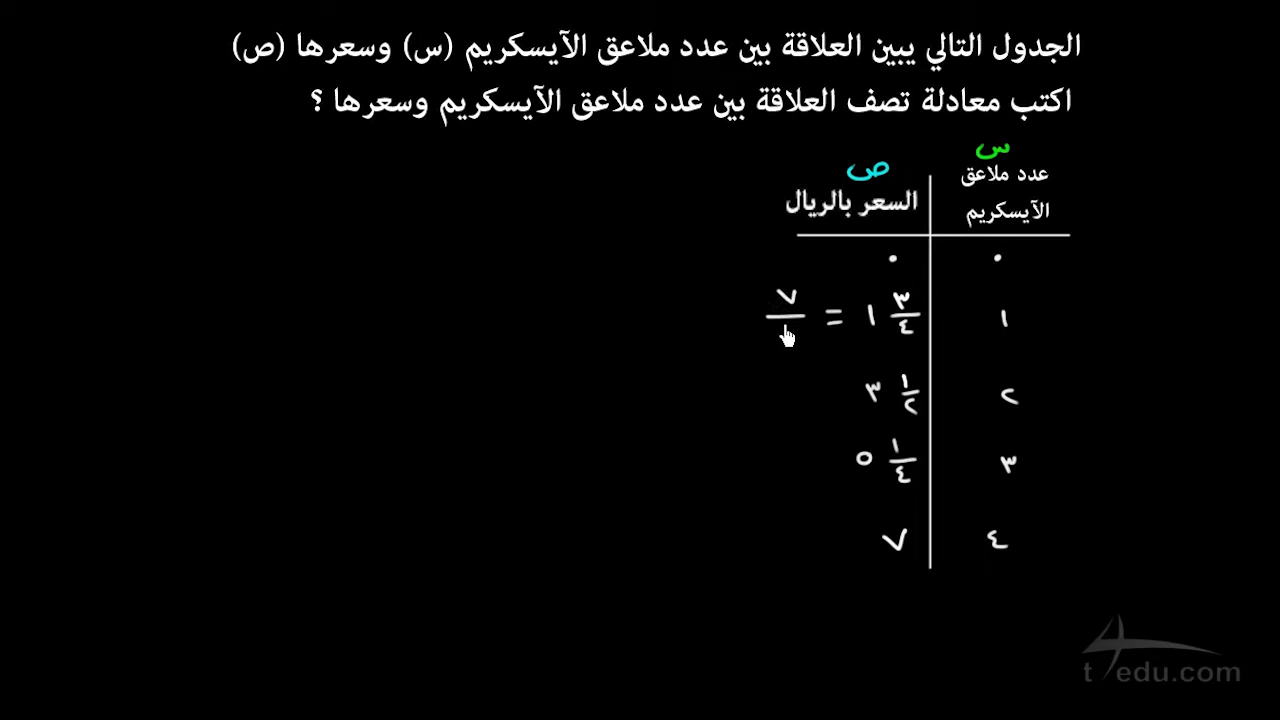 الجدول التالي يبين العلاقة بين عدد ملاعق الآيسكريم (س) وسعرها (ص)
اكتب معادلة تصف العلاقة بين عدد ملاعق الآيسكريم وسعرها ؟
س
ص
عدد ملاعق
الآيسكريم
السعر بالريال
٠ ٠
١ ١ ٣/٤ = ٧/
٢ ٣ ١/٢
٣ ٥ ١/٤
٤ ٧
t4edu.com